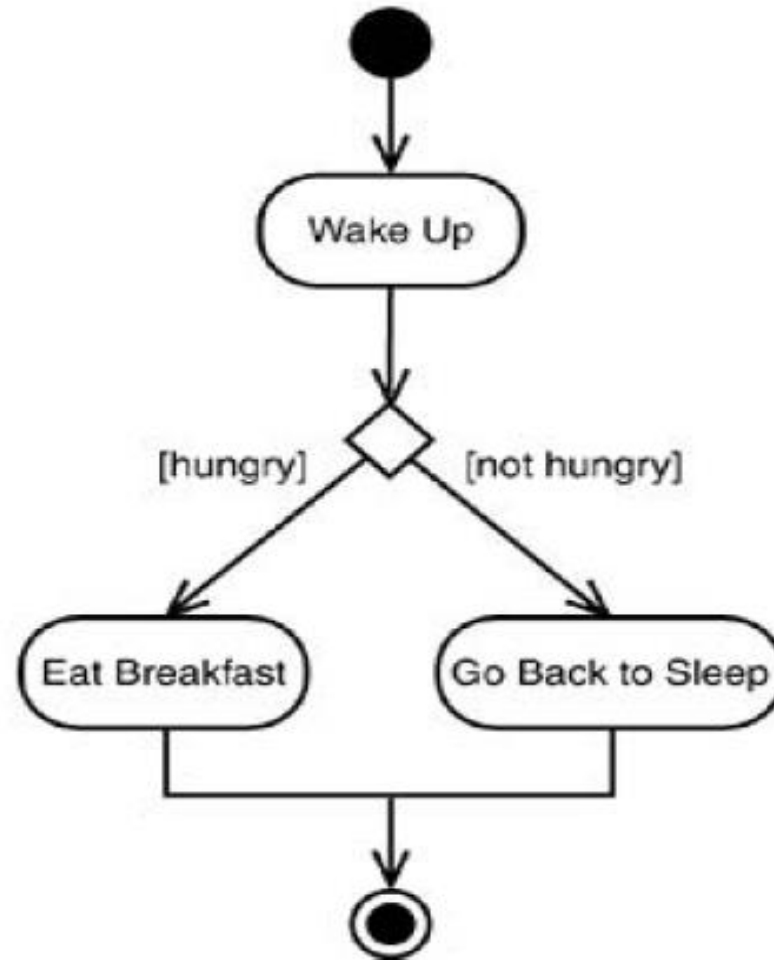 Wake Up
[hungry]
[not hungry]
Eat Breakfast
Go Back to Sleep